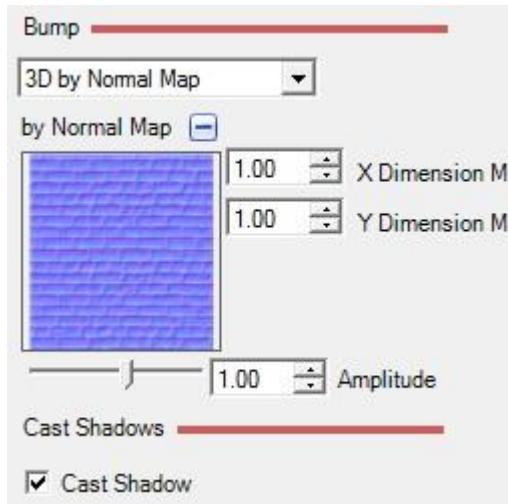 Bump
3D by Normal Map
by Normal Map
1.00 X Dimension M
1.00 Y Dimension M
1.00 Amplitude
Cast Shadows
Cast Shadow